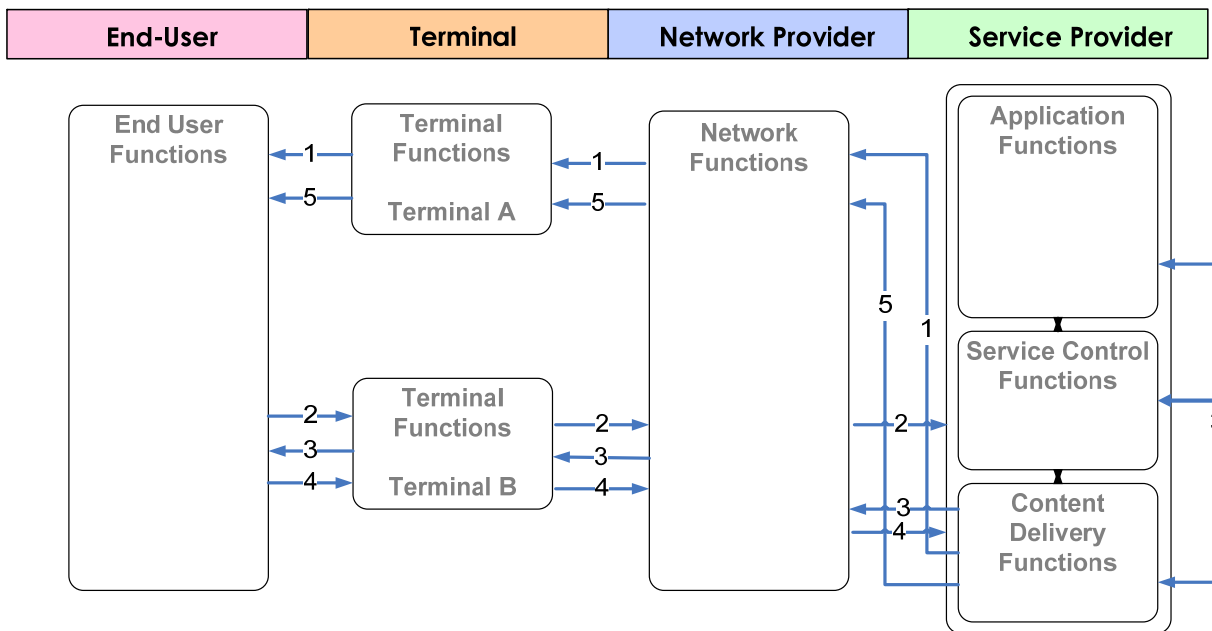 End-User
Terminal
Network Provider
Service Provider
End User
Functions
Terminal
Functions
Terminal A
Network
Functions
Application
Functions
1
1
5
5
5
1
Service Control
Functions
Terminal
Functions
Terminal B
2
2
2
3
3
4
4
Content
Delivery
Functions
3
4